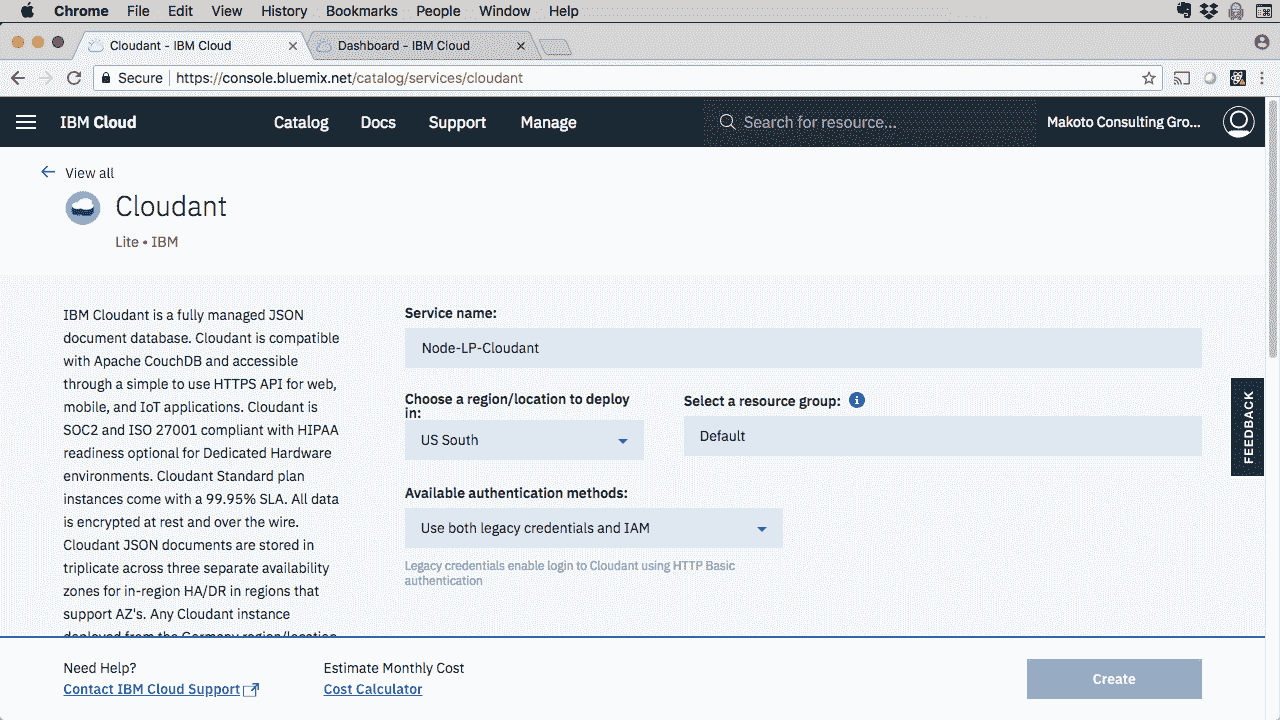 Chrome File Edit View History Bookmarks People Window Help
Cloudant - IBM Cloud
Dashboard - IBM Cloud
Secure https://console.bluemix.net/catalog/services/cloudant
IBM Cloud Catalog Docs Support Manage Search for resource... Makoto Consulting Gro...
View all
Cloudant
Lite • IBM
IBM Cloudant is a fully managed JSON
document database. Cloudant is compatible
with Apache CouchDB and accessible
through a simple to use HTTPS API for web,
mobile, and IoT applications. Cloudant is
SOC2 and ISO 27001 compliant with HIPAA
readiness optional for Dedicated Hardware
environments. Cloudant Standard plan
instances come with a 99.95% SLA. All data
is encrypted at rest and over the wire.
Cloudant JSON documents are stored in
triplicate across three separate availability
zones for in-region HA/DR in regions that
support AZ's. Any Cloudant instance
deployed from the Germany region/location
Service name:
Node-LP-Cloudant
Choose a region/location to deploy
in:
US South
Select a resource group:
Default
Available authentication methods:
Use both legacy credentials and IAM
Legacy credentials enable login to Cloudant using HTTP Basic
authentication
FEEDBACK
Need Help?
Contact IBM Cloud Support
Estimate Monthly Cost
Cost Calculator
Create